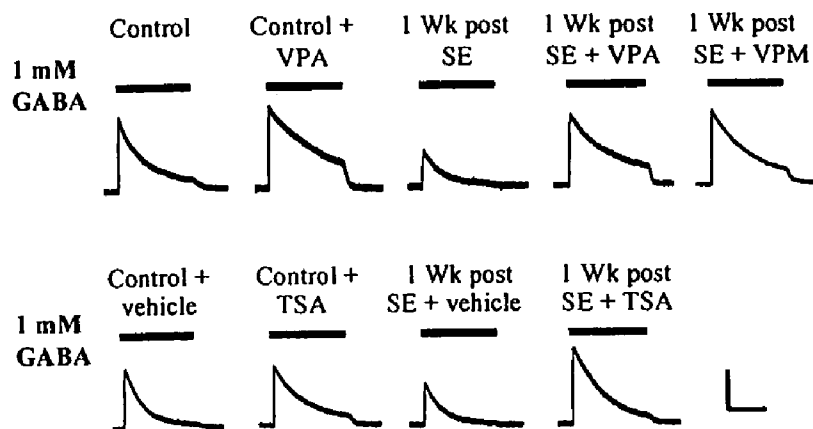 Control
Control +
VPA
1 Wk post
SE
1 Wk post
SE + VPA
1 Wk post
SE + VPM
1 mM
GABA
Control +
vehicle
Control +
TSA
1 Wk post
SE + vehicle
1 Wk post
SE + TSA
1 mM
GABA